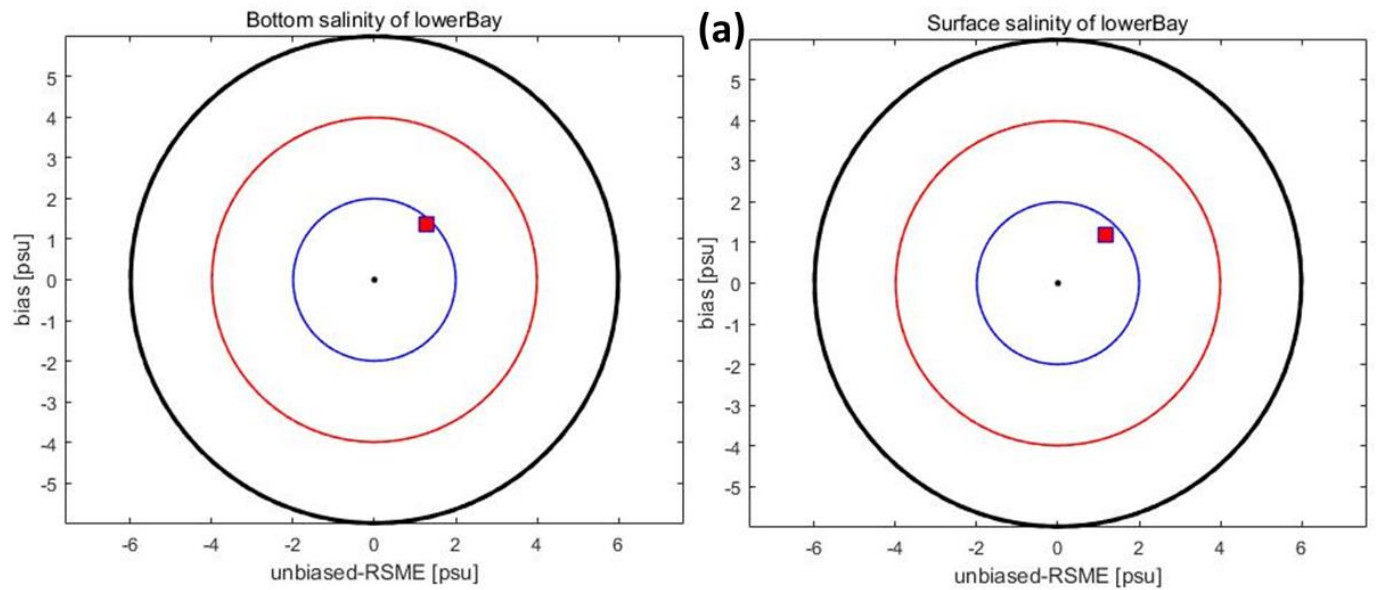 Bottom salinity of lowerBay
5
4
3
2
1
0
-1
-2
-3
-4
-5
bias [psu]
-6 -4 -2 0 2 4 6
unbiased-RSME [psu]
(a)
Surface salinity of lowerBay
5
4
3
2
1
0
-1
-2
-3
-4
-5
bias [psu]
-6 -4 -2 0 2 4 6
unbiased-RSME [psu]